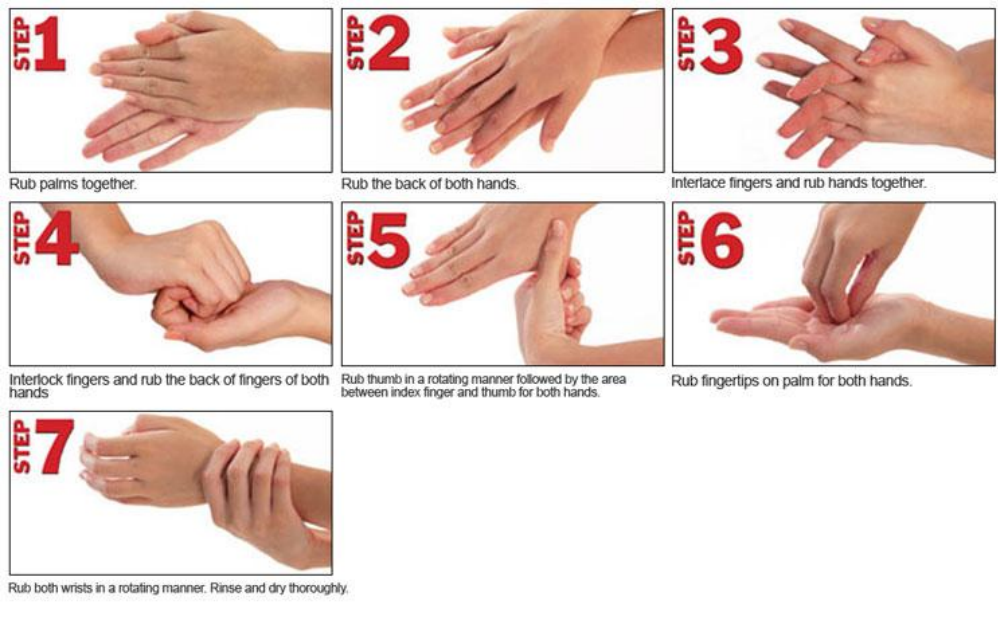 STEP 1
Rub palms together.
STEP 2
Rub the back of both hands.
STEP 3
Interlace fingers and rub hands together.
STEP 4
Interlock fingers and rub the back of fingers of both
hands
STEP 5
Rub thumb in a rotating manner followed by the area
between index finger and thumb for both hands.
STEP 6
Rub fingertips on palm for both hands.
STEP 7
Rub both wrists in a rotating manner. Rinse and dry thoroughly.